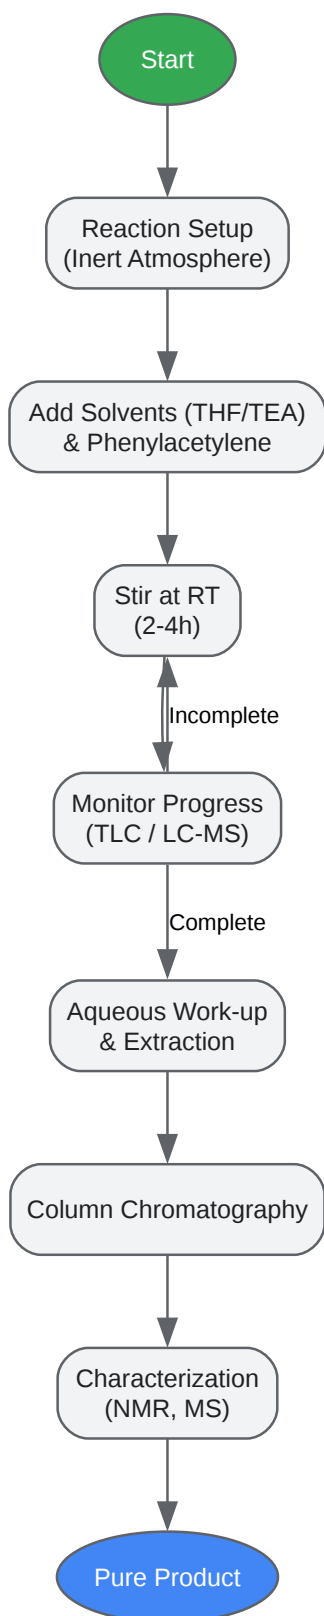 Start
Reaction Setup
(Inert Atmosphere)
Add Solvents (THF/TEA)
& Phenylacetylene
Stir at RT
(2-4h)
Incomplete
Monitor Progress
(TLC / LC-MS)
Complete
Aqueous Work-up
& Extraction
Column Chromatography
Characterization
(NMR, MS)
Pure Product